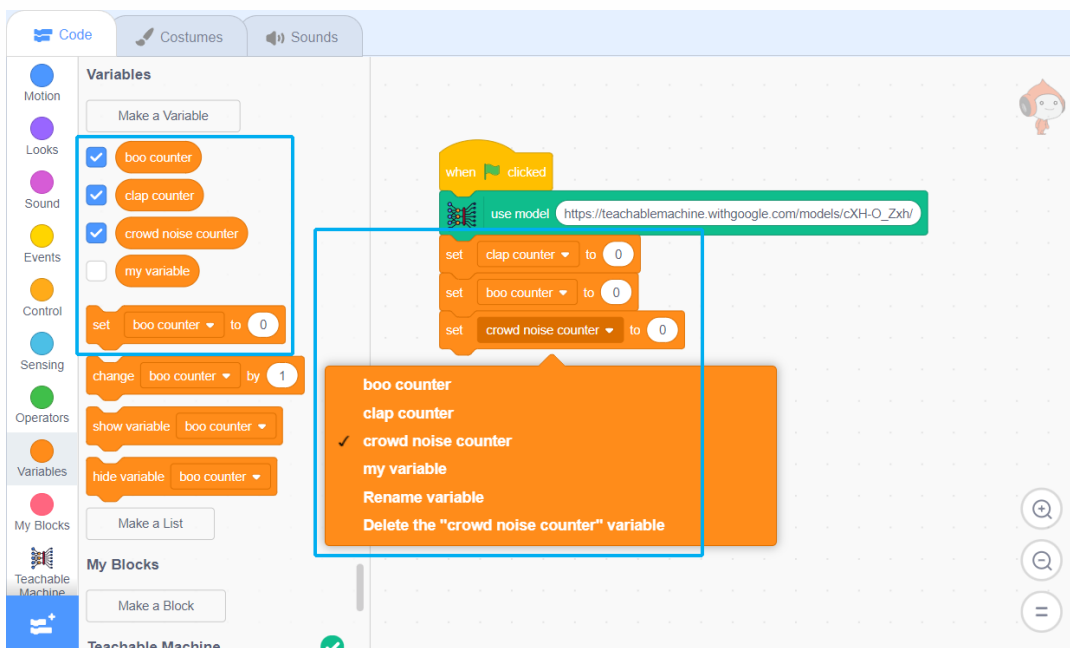 Code
Costumes
Sounds
Motion
Looks
Sound
Events
Control
Sensing
Operators
Variables
My Blocks
Teachable
Machine
Variables
Make a Variable
boo counter
clap counter
crowd noise counter
my variable
set boo counter to 0
change boo counter by 1
show variable boo counter
hide variable boo counter
Make a List
My Blocks
Make a Block
Teachable Machine
when clicked
use model https://teachablemachine.withgoogle.com/models/cXH-O_Zxh/
set clap counter to 0
set boo counter to 0
set crowd noise counter to 0
boo counter
clap counter
✓ crowd noise counter
my variable
Rename variable
Delete the "crowd noise counter" variable